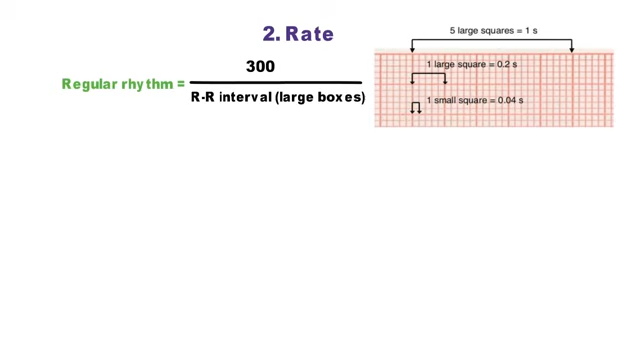 2. Rate
Regular rhythm =
300
R-R interval (large boxes)
5 large squares = 1 s
1 large square = 0.2 s
1 small square = 0.04 s